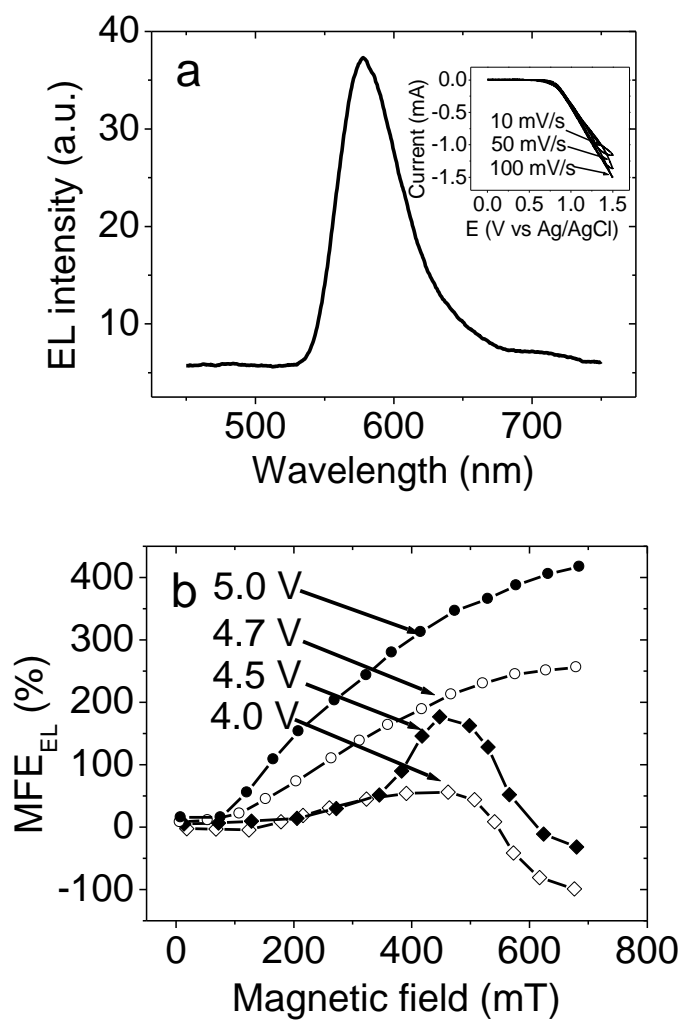 a
40
30
20
10
EL intensity (a.u.)
500
600
700
Wavelength (nm)
0.0
-0.5
-1.0
-1.5
Current (mA)
10 mV/s
50 mV/s
100 mV/s
0.0
0.5
1.0
1.5
E (V vs Ag/AgCl)
b
400
300
200
100
0
-100
MFE_EL (%)
5.0 V
4.7 V
4.5 V
4.0 V
0
200
400
600
800
Magnetic field (mT)